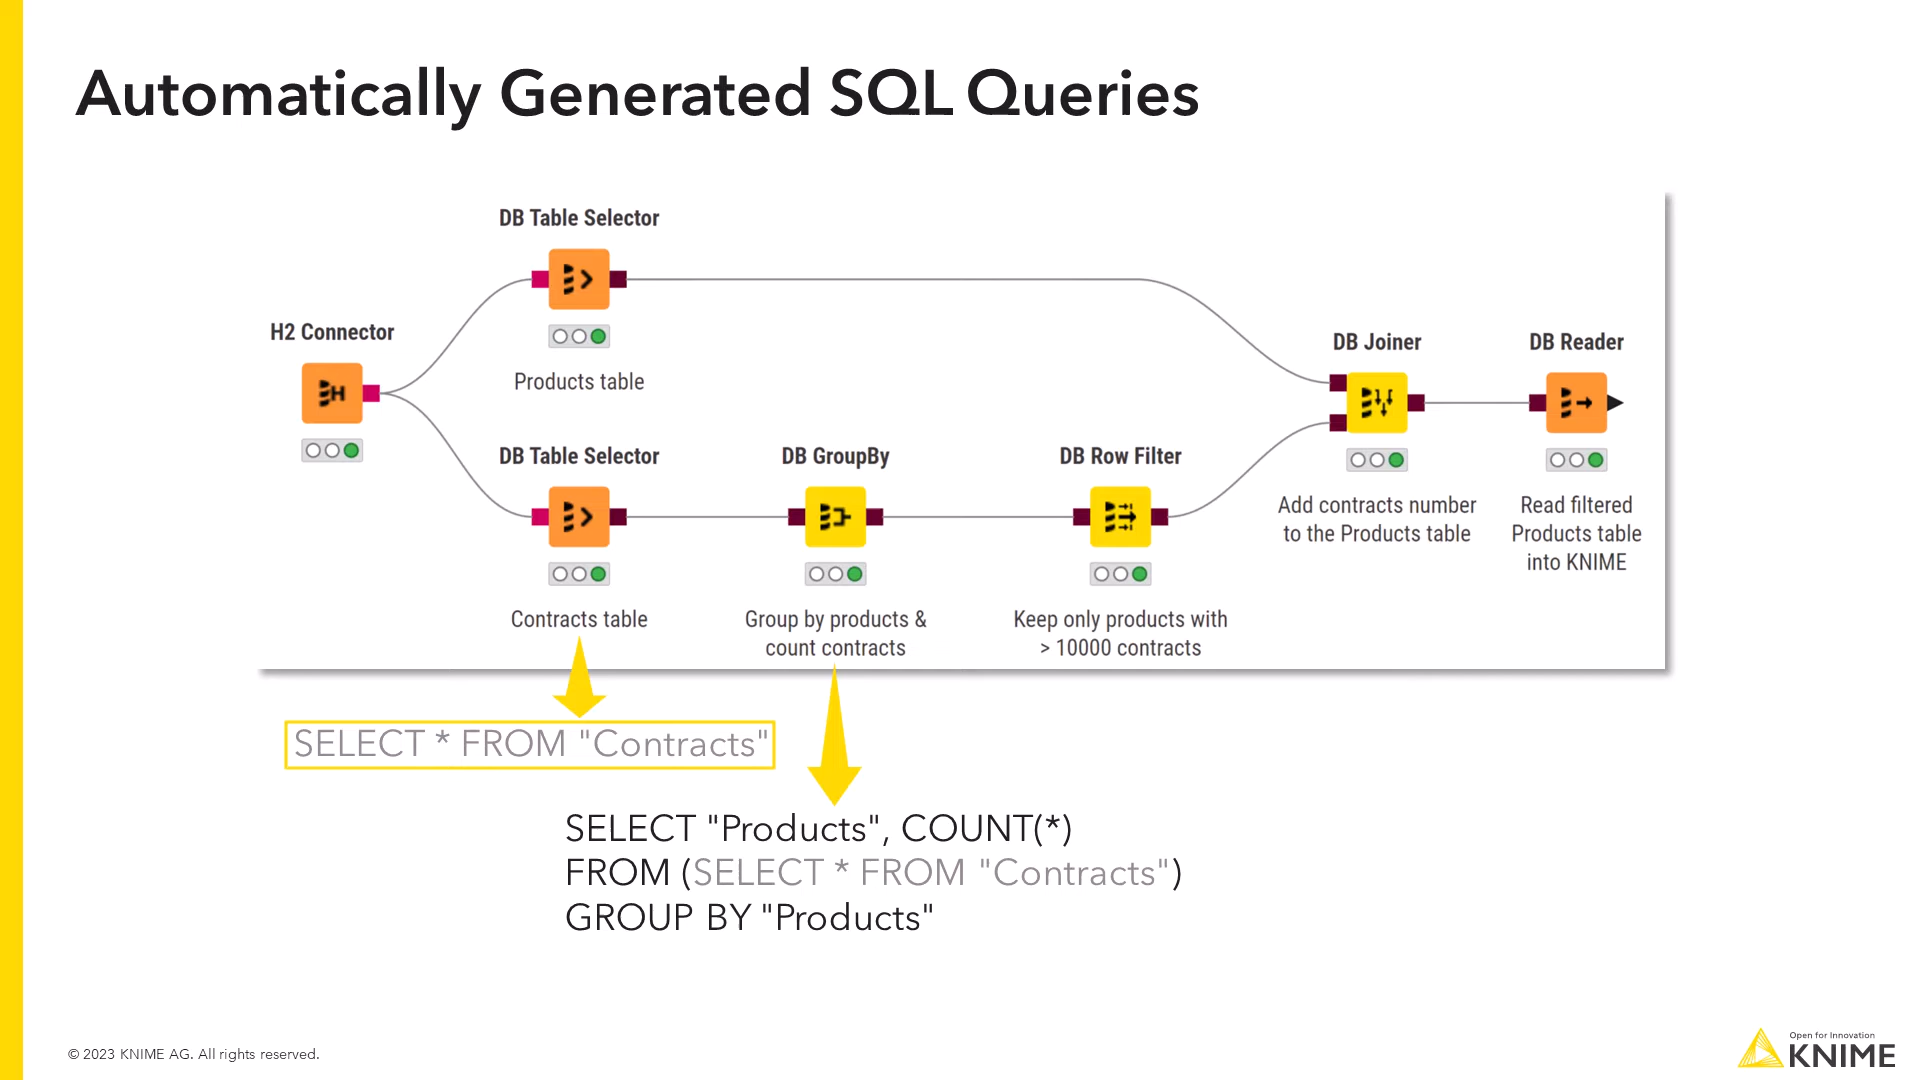 Automatically Generated SQL Queries
DB Table Selector
Products table
H2 Connector
DB Table Selector
Contracts table
DB GroupBy
Group by products &
count contracts
DB Row Filter
Keep only products with
> 10000 contracts
DB Joiner
Add contracts number
to the Products table
DB Reader
Read filtered
Products table
into KNIME
SELECT * FROM "Contracts"
SELECT "Products", COUNT(*)
FROM (SELECT * FROM "Contracts")
GROUP BY "Products"
© 2023 KNIME AG. All rights reserved.
Open for Innovation
KNIME